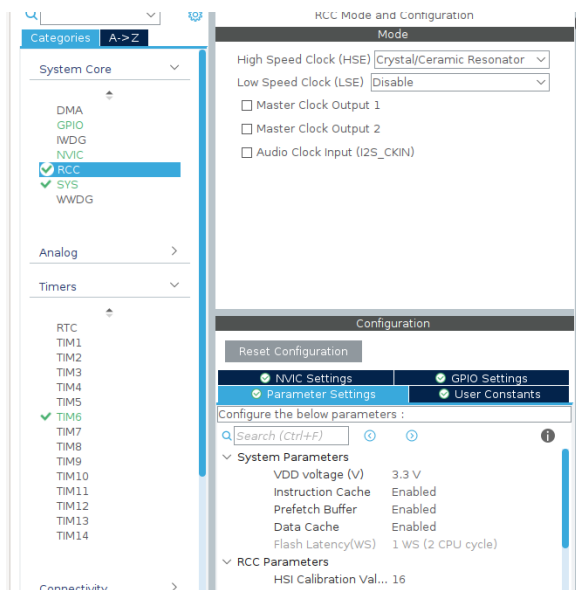 RCC Mode and Configuration
Categories A->Z
System Core
DMA
GPIO
IWDG
NVIC
RCC
SYS
WWDG
Analog
Timers
RTC
TIM1
TIM2
TIM3
TIM4
TIM5
TIM6
TIM7
TIM8
TIM9
TIM10
TIM11
TIM12
TIM13
TIM14
Connectivity
Mode
High Speed Clock (HSE) Crystal/Ceramic Resonator
Low Speed Clock (LSE) Disable
Master Clock Output 1
Master Clock Output 2
Audio Clock Input (I2S_CKIN)
Configuration
Reset Configuration
NVIC Settings GPIO Settings
Parameter Settings User Constants
Configure the below parameters :
Search (Ctrl+F)
System Parameters
VDD voltage (V) 3.3 V
Instruction Cache Enabled
Prefetch Buffer Enabled
Data Cache Enabled
Flash Latency(WS) 1 WS (2 CPU cycle)
RCC Parameters
HSI Calibration Val... 16